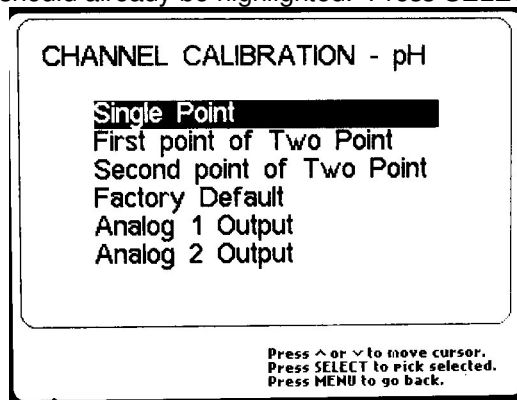 should already be highlighted. Press SELE
CHANNEL CALIBRATION - pH
Single Point
First point of Two Point
Second point of Two Point
Factory Default
Analog 1 Output
Analog 2 Output
Press ^ or v to move cursor.
Press SELECT to pick selected.
Press MENU to go back.